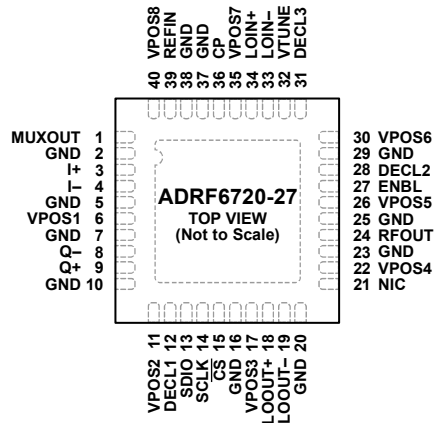 40 VPOS8
39 REFIN
38 GND
37 GND
36 CP
35 VPOS7
34 LOIN+
33 LOIN–
32 VTUNE
31 DECL3
MUXOUT 1
GND 2
I+ 3
I– 4
GND 5
VPOS1 6
GND 7
Q– 8
Q+ 9
GND 10
ADRF6720-27
TOP VIEW
(Not to Scale)
30 VPOS6
29 GND
28 DECL2
27 ENBL
26 VPOS5
25 GND
24 RFOUT
23 GND
22 VPOS4
21 NIC
VPOS2 11
DECL1 12
SDIO 13
SCLK 14
CS 15
GND 16
VPOS3 17
LOOUT+ 18
LOOUT– 19
GND 20